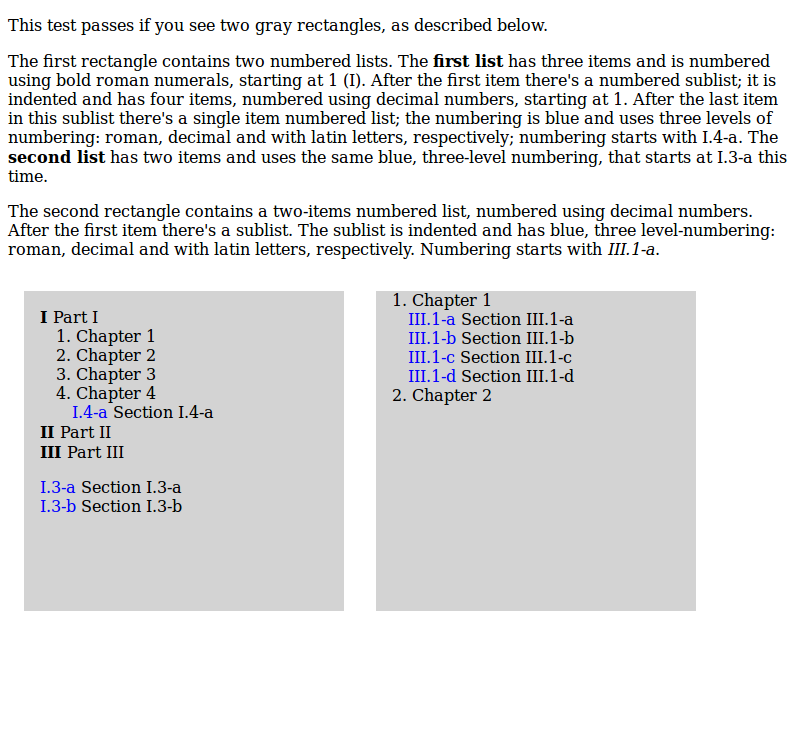 This test passes if you see two gray rectangles, as described below.
The first rectangle contains two numbered lists. The first list has three items and is numbered
using bold roman numerals, starting at 1 (I). After the first item there's a numbered sublist; it is
indented and has four items, numbered using decimal numbers, starting at 1. After the last item
in this sublist there's a single item numbered list; the numbering is blue and uses three levels of
numbering: roman, decimal and with latin letters, respectively; numbering starts with I.4-a. The
second list has two items and uses the same blue, three-level numbering, that starts at I.3-a this
time.
The second rectangle contains a two-items numbered list, numbered using decimal numbers.
After the first item there's a sublist. The sublist is indented and has blue, three level-numbering:
roman, decimal and with latin letters, respectively. Numbering starts with III.1-a.
I Part I
1. Chapter 1
2. Chapter 2
3. Chapter 3
4. Chapter 4
I.4-a Section I.4-a
II Part II
III Part III
I.3-a Section I.3-a
I.3-b Section I.3-b
1. Chapter 1
III.1-a Section III.1-a
III.1-b Section III.1-b
III.1-c Section III.1-c
III.1-d Section III.1-d
2. Chapter 2